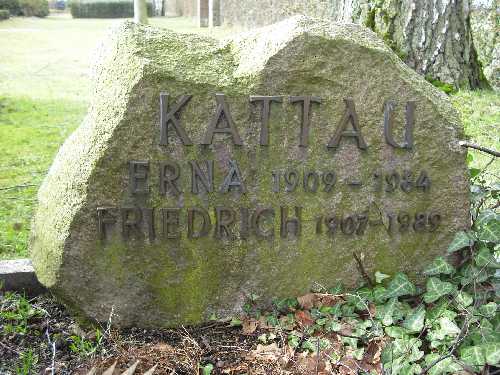 KATTAU
ERNA 1909 - 1984
FRIEDRICH 1907-1989